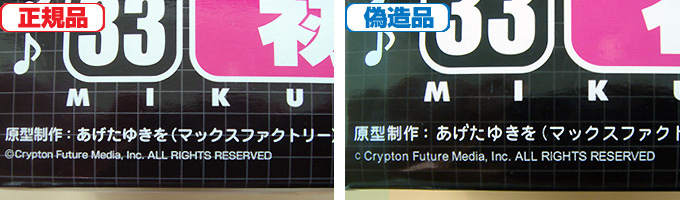 正規品
♪ 33
MIKU
原型制作：あげたゆきを（マックスファクトリー）
©Crypton Future Media, Inc. ALL RIGHTS RESERVED
偽造品
♪ 33
MIKU
原型制作：あげたゆきを（マックスファクト
c Crypton Future Media, Inc. ALL RIGHTS RESERVED